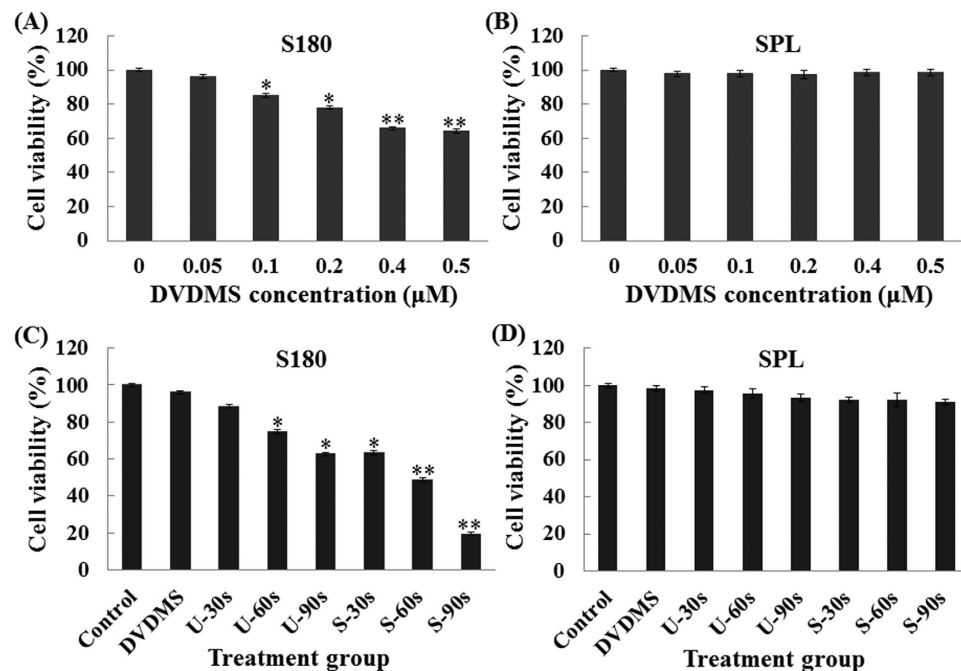 (A)
S180
Cell viability (%)
120
100
80
60
40
20
0
* * ** **
0 0.05 0.1 0.2 0.4 0.5
DVDMS concentration (μM)
(B)
SPL
Cell viability (%)
120
100
80
60
40
20
0
0 0.05 0.1 0.2 0.4 0.5
DVDMS concentration (μM)
(C)
S180
Cell viability (%)
120
100
80
60
40
20
0
* * * ** **
Control DVDMS U-30s U-60s U-90s S-30s S-60s S-90s
Treatment group
(D)
SPL
Cell viability (%)
120
100
80
60
40
20
0
Control DVDMS U-30s U-60s U-90s S-30s S-60s S-90s
Treatment group